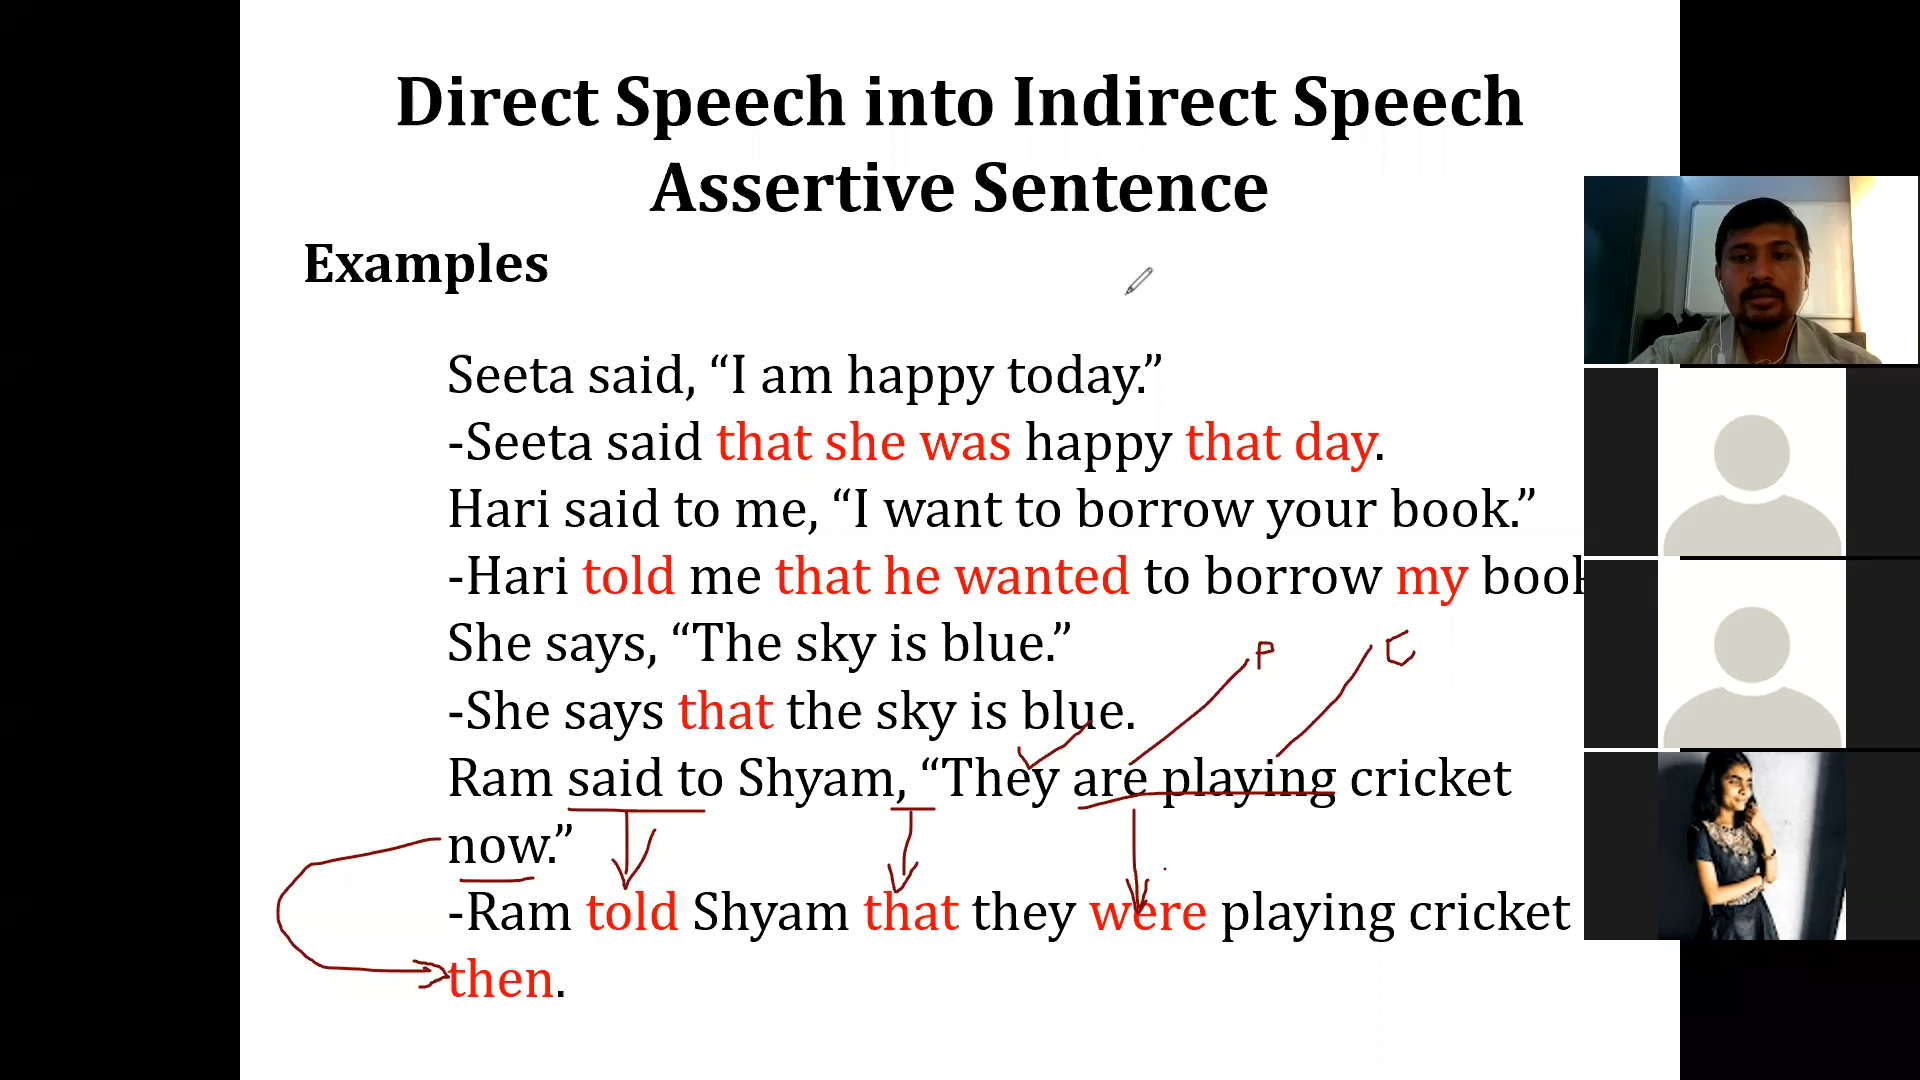 Direct Speech into Indirect Speech
Assertive Sentence
Examples
Seeta said, “I am happy today.”
-Seeta said that she was happy that day.
Hari said to me, “I want to borrow your book.”
-Hari told me that he wanted to borrow my book
She says, “The sky is blue.”
P C
-She says that the sky is blue.
Ram said to Shyam, “They are playing cricket
now.”
-Ram told Shyam that they were playing cricket
then.